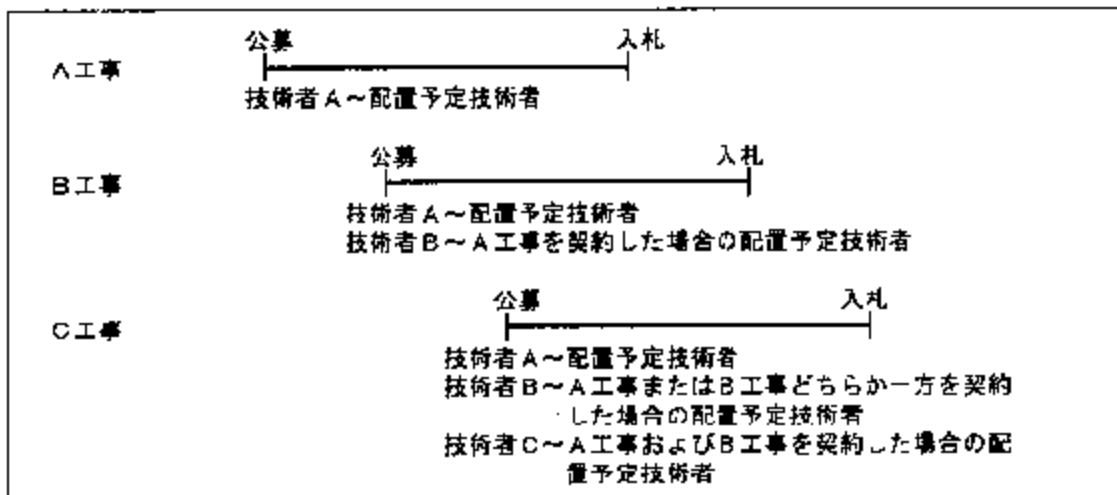 公募 入札
A工事
技術者A～配置予定技術者
公募 入札
B工事
技術者A～配置予定技術者
技術者B～A工事を契約した場合の配置予定技術者
公募 入札
C工事
技術者A～配置予定技術者
技術者B～A工事またはB工事どちらか一方を契約
した場合の配置予定技術者
技術者C～A工事およびB工事を契約した場合の配
置予定技術者